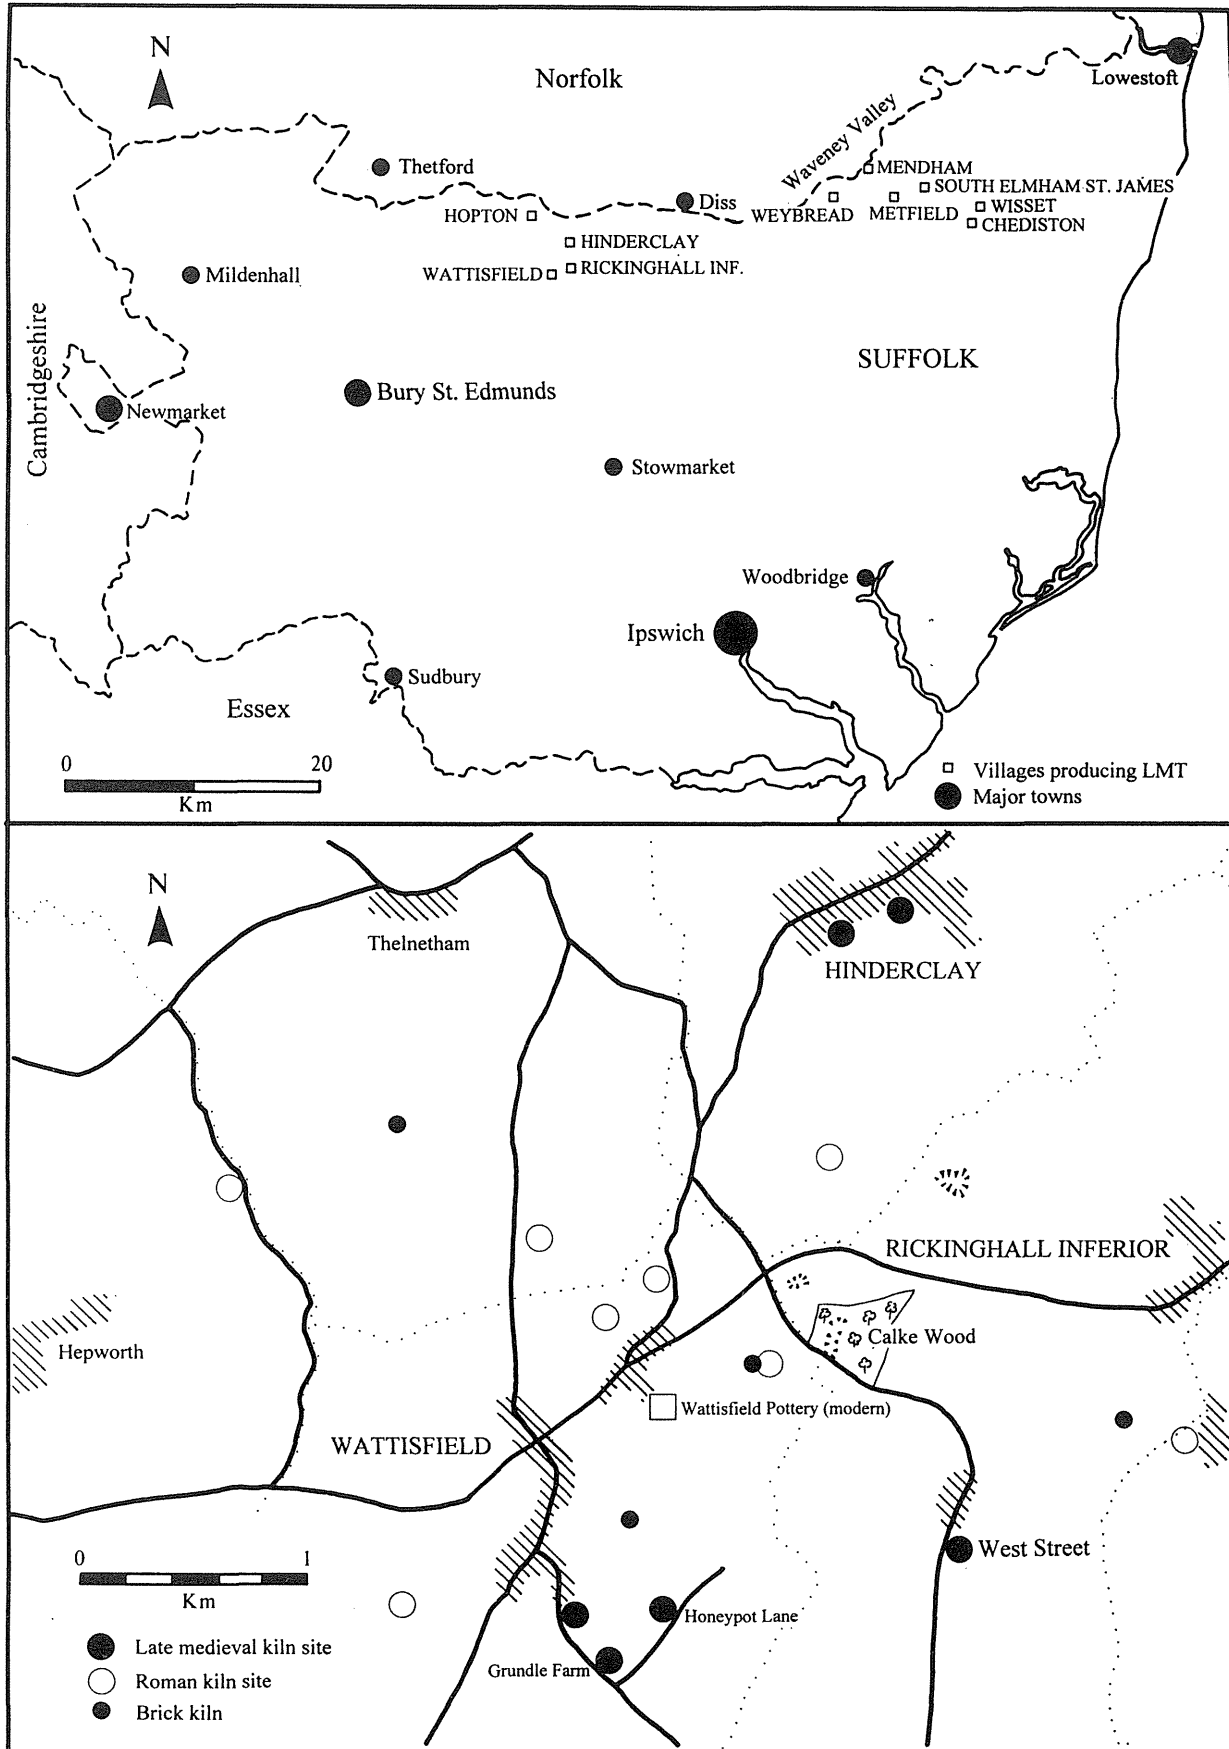 N
Norfolk
Lowestoft
Waveney Valley
Thetford
MENDHAM
SOUTH ELMHAM ST. JAMES
Diss
HOPTON
WEYBREAD
METFIELD
WISSET
CHEDISTON
HINDERCLAY
RICKINGHALL INF.
WATTISFIELD
Mildenhall
Cambridgeshire
SUFFOLK
Bury St. Edmunds
Newmarket
Stowmarket
Woodbridge
Ipswich
Sudbury
Essex
0 20
Km
Villages producing LMT
Major towns
N
Thelnetham
HINDERCLAY
RICKINGHALL INFERIOR
Hepworth
Calke Wood
Wattisfield Pottery (modern)
WATTISFIELD
West Street
0 1
Km
Honeypot Lane
Grundle Farm
Late medieval kiln site
Roman kiln site
Brick kiln